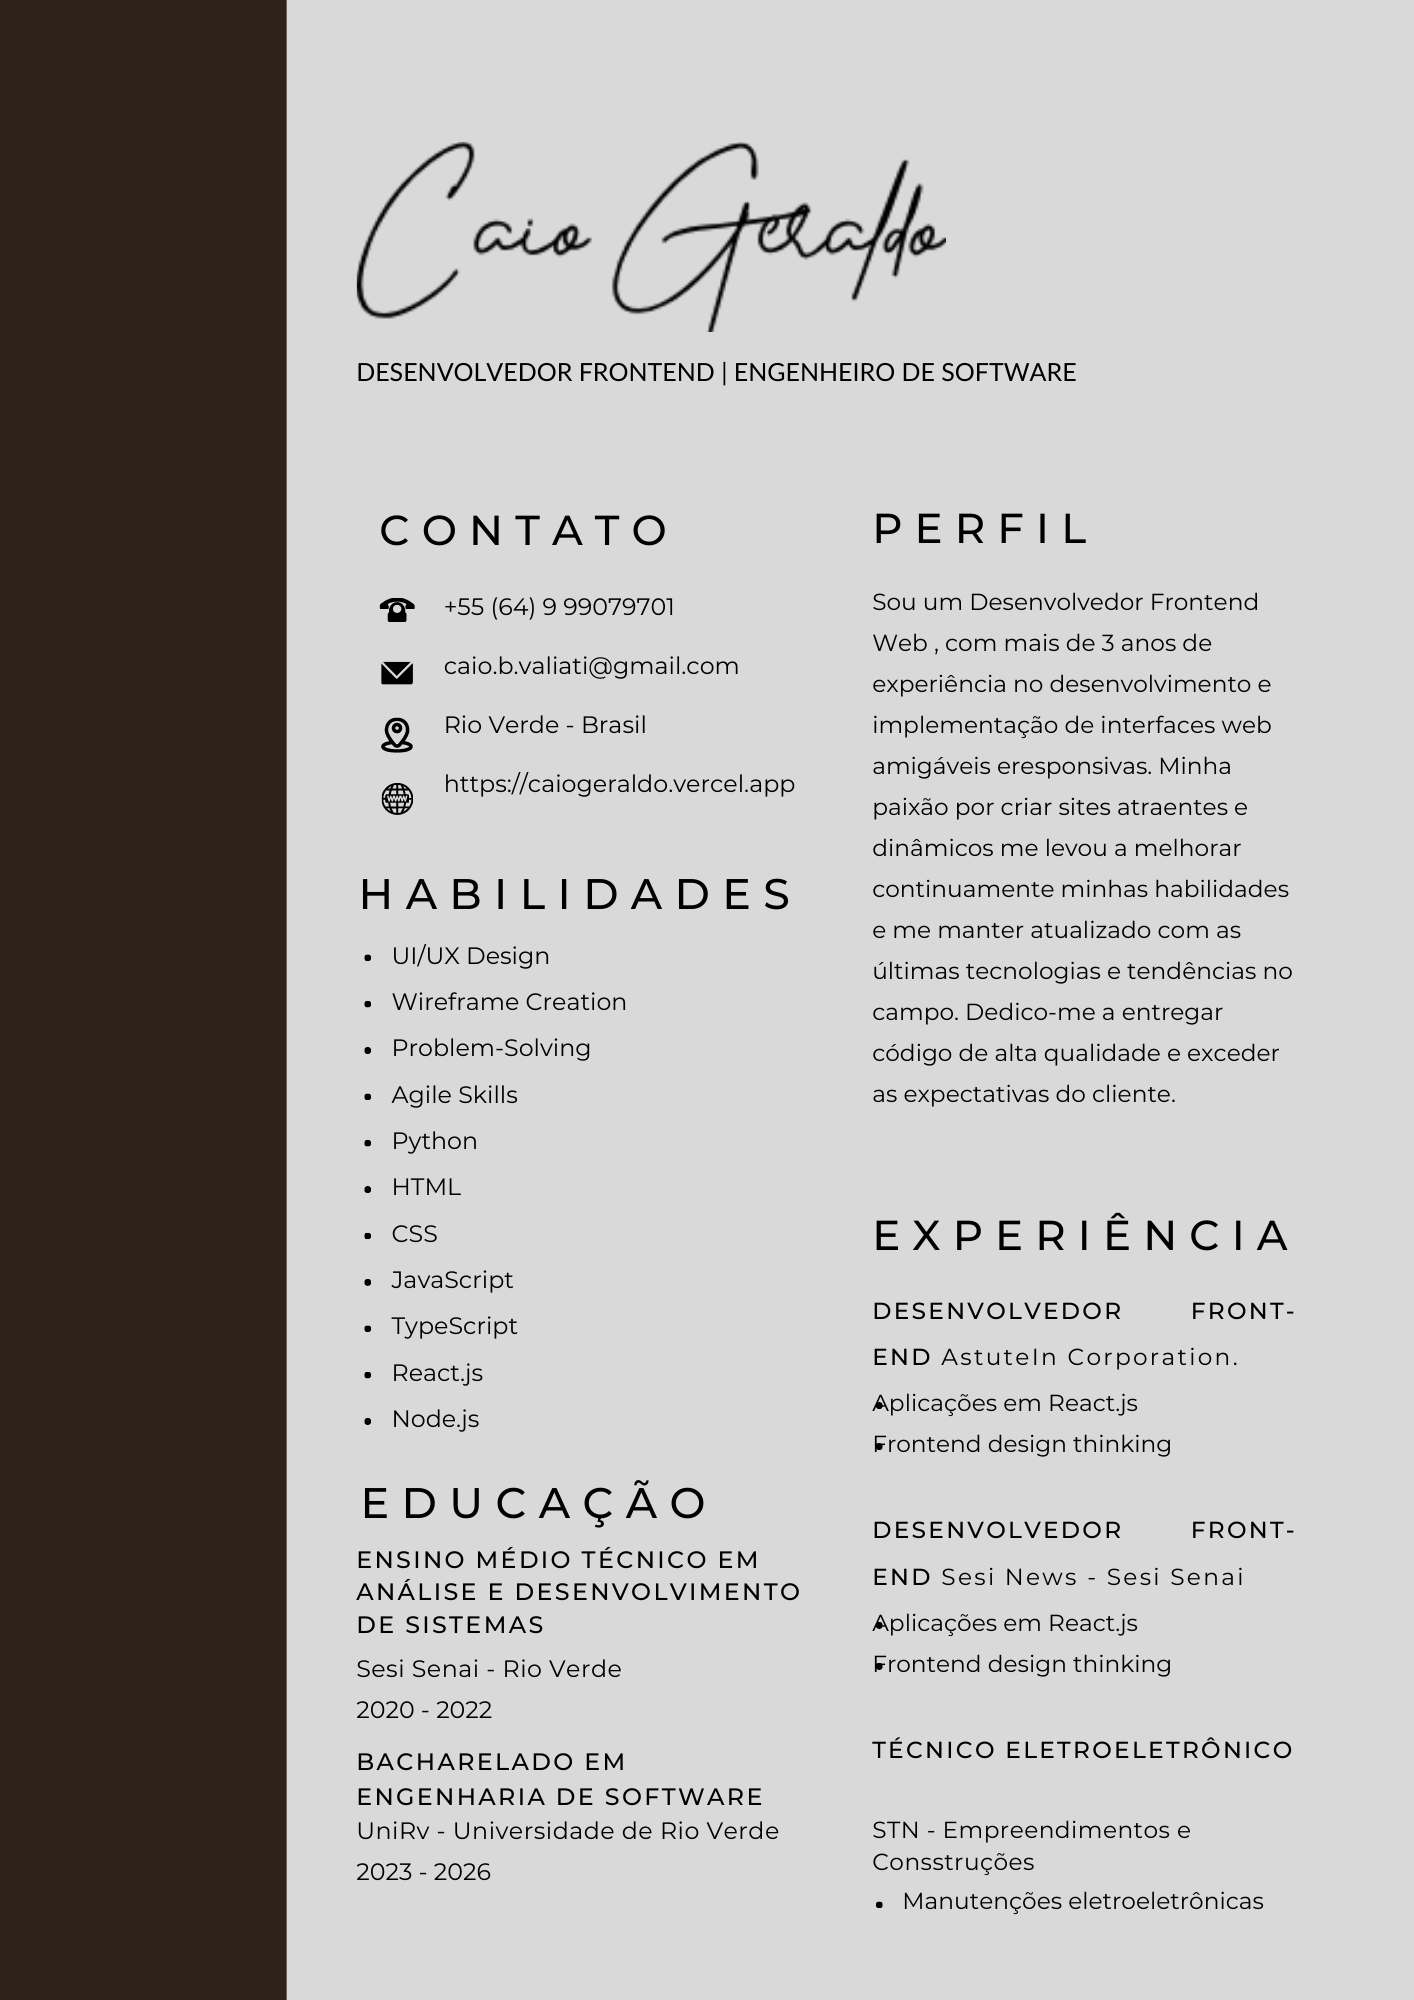 Caio Geraldo
DESENVOLVEDOR FRONTEND | ENGENHEIRO DE SOFTWARE
CONTATO
+55 (64) 9 99079701
caio.b.valiati@gmail.com
Rio Verde - Brasil
https://caiogeraldo.vercel.app
HABILIDADES
• UI/UX Design
• Wireframe Creation
• Problem-Solving
• Agile Skills
• Python
• HTML
• CSS
• JavaScript
• TypeScript
• React.js
• Node.js
EDUCAÇÃO
ENSINO MÉDIO TÉCNICO EM
ANÁLISE E DESENVOLVIMENTO
DE SISTEMAS
Sesi Senai - Rio Verde
2020 - 2022
BACHARELADO EM
ENGENHARIA DE SOFTWARE
UniRv - Universidade de Rio Verde
2023 - 2026
PERFIL
Sou um Desenvolvedor Frontend
Web , com mais de 3 anos de
experiência no desenvolvimento e
implementação de interfaces web
amigáveis eresponsivas. Minha
paixão por criar sites atraentes e
dinâmicos me levou a melhorar
continuamente minhas habilidades
e me manter atualizado com as
últimas tecnologias e tendências no
campo. Dedico-me a entregar
código de alta qualidade e exceder
as expectativas do cliente.
EXPERIÊNCIA
DESENVOLVEDOR FRONT-
END AstuteIn Corporation.
• Aplicações em React.js
• Frontend design thinking
DESENVOLVEDOR FRONT-
END Sesi News - Sesi Senai
• Aplicações em React.js
• Frontend design thinking
TÉCNICO ELETROELETRÔNICO
STN - Empreendimentos e
Consstruções
• Manutenções eletroeletrônicas